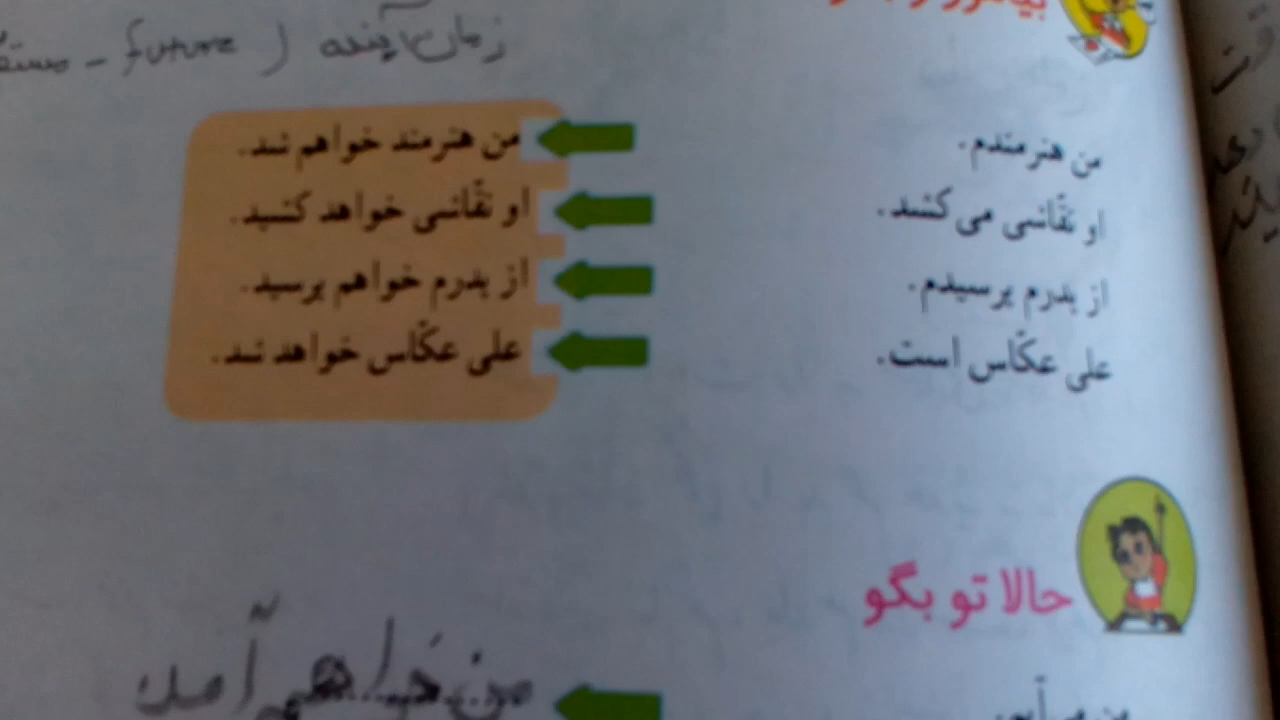 زمان آینده ( future -
من هنرمندم. من هنرمند خواهم شد.
او نقّاشی می کشد. او نقّاشی خواهد کشید.
از پدرم پرسیدم. از پدرم خواهم پرسید.
علی عکّاس است. علی عکّاس خواهد شد.
حالا تو بگو
من خواهم آمد.